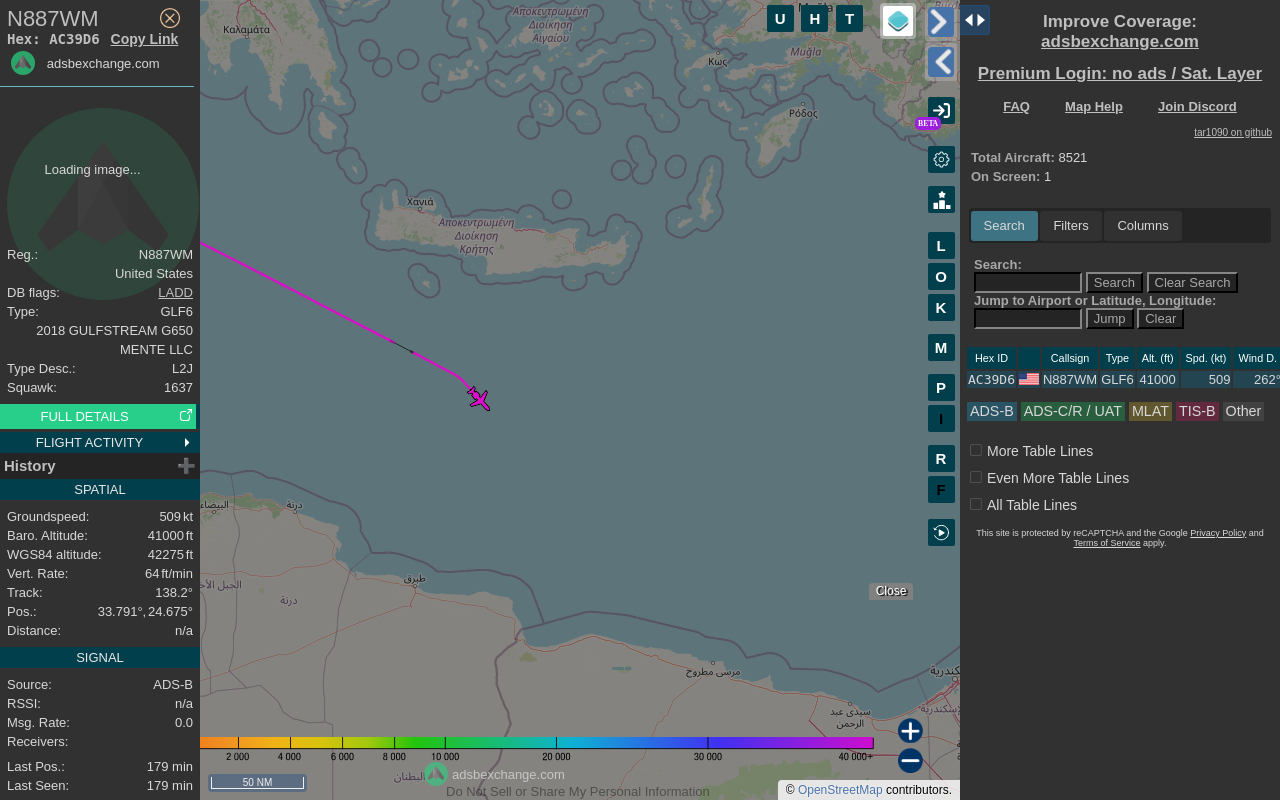 N887WM
Hex: AC39D6 Copy Link
adsbexchange.com
Loading image...
Reg.: N887WM
United States
DB flags: LADD
Type: GLF6
2018 GULFSTREAM G650
MENTE LLC
Type Desc.: L2J
Squawk: 1637
FULL DETAILS
FLIGHT ACTIVITY
History
SPATIAL
Groundspeed: 509 kt
Baro. Altitude: 41000 ft
WGS84 altitude: 42275 ft
Vert. Rate: 64 ft/min
Track: 138.2°
Pos.: 33.791°, 24.675°
Distance: n/a
SIGNAL
Source: ADS-B
RSSI: n/a
Msg. Rate: 0.0
Receivers:
Last Pos.: 179 min
Last Seen: 179 min
Καλαμάτα
Αποκεντρωμένη
Διοίκηση
Αιγαίου
Muğla
Κως
Ρόδος
Χανιά
Αποκεντρωμένη
Διοίκηση
Κρήτης
درنة
البيضاء
درنة
طبرق
البطنان
مرسى مطروح
سيدى عبد
الرحمن
U H T
BETA
L
O
K
M
P
I
R
F
Close
2 000 4 000 6 000 8 000 10 000 20 000 30 000 40 000+
50 NM
adsbexchange.com
Do Not Sell or Share My Personal Information
© OpenStreetMap contributors.
Improve Coverage:
adsbexchange.com
Premium Login: no ads / Sat. Layer
FAQ Map Help Join Discord
tar1090 on github
Total Aircraft: 8521
On Screen: 1
Search Filters Columns
Search:
Search Clear Search
Jump to Airport or Latitude, Longitude:
Jump Clear
Hex ID Callsign Type Alt. (ft) Spd. (kt) Wind D.
AC39D6 N887WM GLF6 41000 509 262°
ADS-B ADS-C/R / UAT MLAT TIS-B Other
More Table Lines
Even More Table Lines
All Table Lines
This site is protected by reCAPTCHA and the Google Privacy Policy and
Terms of Service apply.